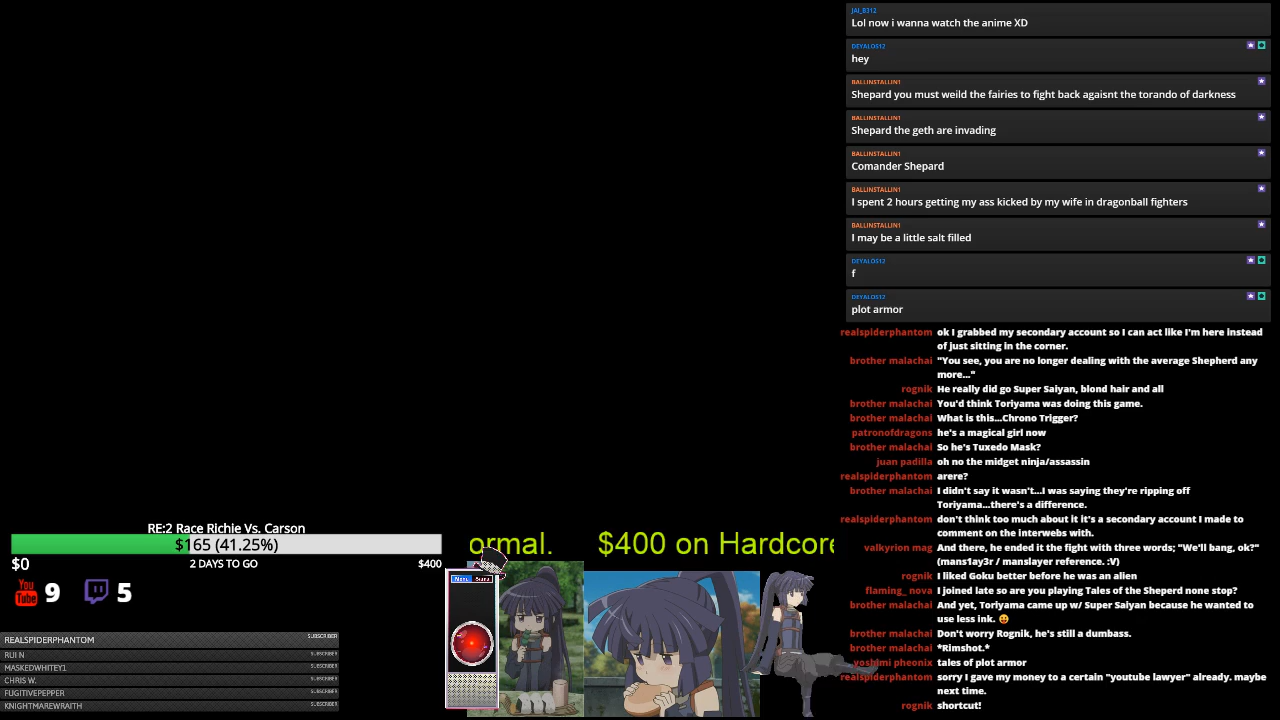 JAI_B312
Lol now i wanna watch the anime XD
DEYALOS12
hey
BALLINSTALLIN1
Shepard you must weild the fairies to fight back agaisnt the torando of darkness
BALLINSTALLIN1
Shepard the geth are invading
BALLINSTALLIN1
Comander Shepard
BALLINSTALLIN1
I spent 2 hours getting my ass kicked by my wife in dragonball fighters
BALLINSTALLIN1
I may be a little salt filled
DEYALOS12
f
DEYALOS12
plot armor
realspiderphantom ok I grabbed my secondary account so I can act like I'm here instead
of just sitting in the corner.
brother malachai "You see, you are no longer dealing with the average Shepherd any
more..."
rognik He really did go Super Saiyan, blond hair and all
brother malachai You'd think Toriyama was doing this game.
brother malachai What is this...Chrono Trigger?
patronofdragons he's a magical girl now
brother malachai So he's Tuxedo Mask?
juan padilla oh no the midget ninja/assassin
realspiderphantom arere?
brother malachai I didn't say it wasn't...I was saying they're ripping off
Toriyama...there's a difference.
realspiderphantom don't think too much about it it's a secondary account I made to
comment on the interwebs with.
valkyrion mag And there, he ended it the fight with three words; "We'll bang, ok?"
(mans1ay3r / manslayer reference. :V)
rognik I liked Goku better before he was an alien
flaming_ nova I joined late so are you playing Tales of the Sheperd none stop?
brother malachai And yet, Toriyama came up w/ Super Saiyan because he wanted to
use less ink. 😃
brother malachai Don't worry Rognik, he's still a dumbass.
brother malachai *Rimshot.*
yoshimi pheonix tales of plot armor
realspiderphantom sorry I gave my money to a certain "youtube lawyer" already. maybe
next time.
rognik shortcut!
RE:2 Race Richie Vs. Carson
$165 (41.25%)
$0 2 DAYS TO GO $400
ormal. $400 on Hardcore
You
Tube 9 5
REALSPIDERPHANTOM SUBSCRIBER
RUI N SUBSCRIBER
MASKEDWHITEY1 SUBSCRIBER
CHRIS W. SUBSCRIBER
FUGITIVEPEPPER SUBSCRIBER
KNIGHTMAREWRAITH SUBSCRIBER